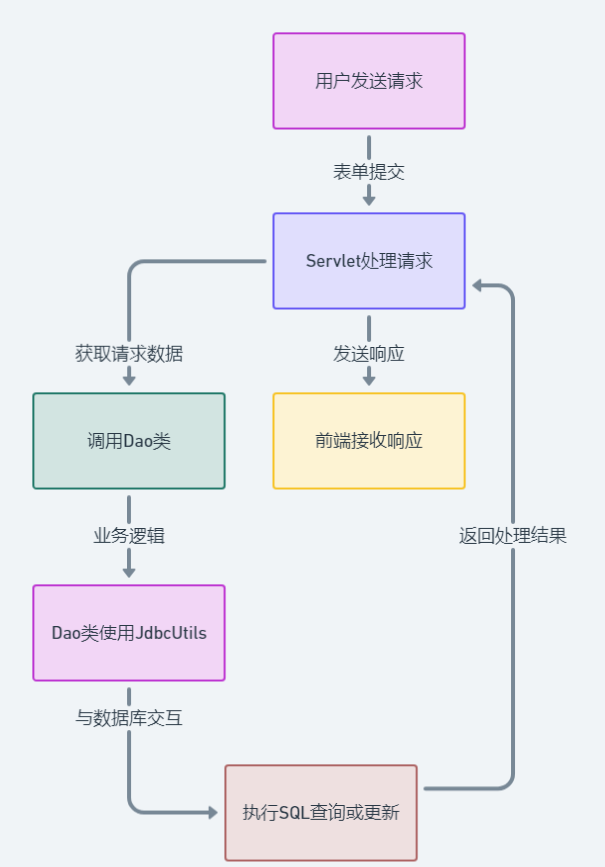 用户发送请求
表单提交
Servlet处理请求
获取请求数据
发送响应
调用Dao类
前端接收响应
业务逻辑
返回处理结果
Dao类使用JdbcUtils
与数据库交互
执行SQL查询或更新